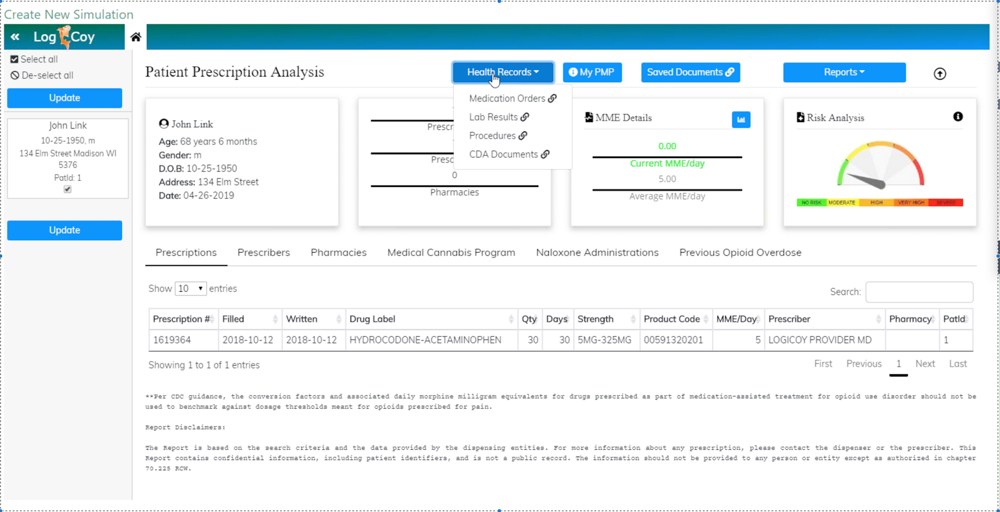 Create New Simulation
LogiCoy
Select all
De-select all
Update
John Link
10-25-1950, m
134 Elm Street Madison WI
5376
PatId: 1
Update
Patient Prescription Analysis
Health Records
My PMP
Saved Documents
Reports
Medication Orders
Lab Results
Procedures
CDA Documents
John Link
Age: 68 years 6 months
Gender: m
D.O.B: 10-25-1950
Address: 134 Elm Street
Date: 04-26-2019
Prescr
Presc
0
Pharmacies
MME Details
0.00
Current MME/day
5.00
Average MME/day
Risk Analysis
NO RISK MODERATE HIGH VERY HIGH SEVERE
Prescriptions Prescribers Pharmacies Medical Cannabis Program Naloxone Administrations Previous Opioid Overdose
Show 10 entries
Search:
Prescription # Filled Written Drug Label Qty Days Strength Product Code MME/Day Prescriber Pharmacy PatId
1619364 2018-10-12 2018-10-12 HYDROCODONE-ACETAMINOPHEN 30 30 5MG-325MG 00591320201 5 LOGICOY PROVIDER MD 1
Showing 1 to 1 of 1 entries
First Previous 1 Next Last
**Per CDC guidance, the conversion factors and associated daily morphine milligram equivalents for drugs prescribed as part of medication-assisted treatment for opioid use disorder should not be
used to benchmark against dosage thresholds meant for opioids prescribed for pain.
Report Disclaimers:
The Report is based on the search criteria and the data provided by the dispensing entities. For more information about any prescription, please contact the dispenser or the prescriber. This
Report contains confidential information, including patient identifiers, and is not a public record. The information should not be provided to any person or entity except as authorized in chapter
70.225 RCW.